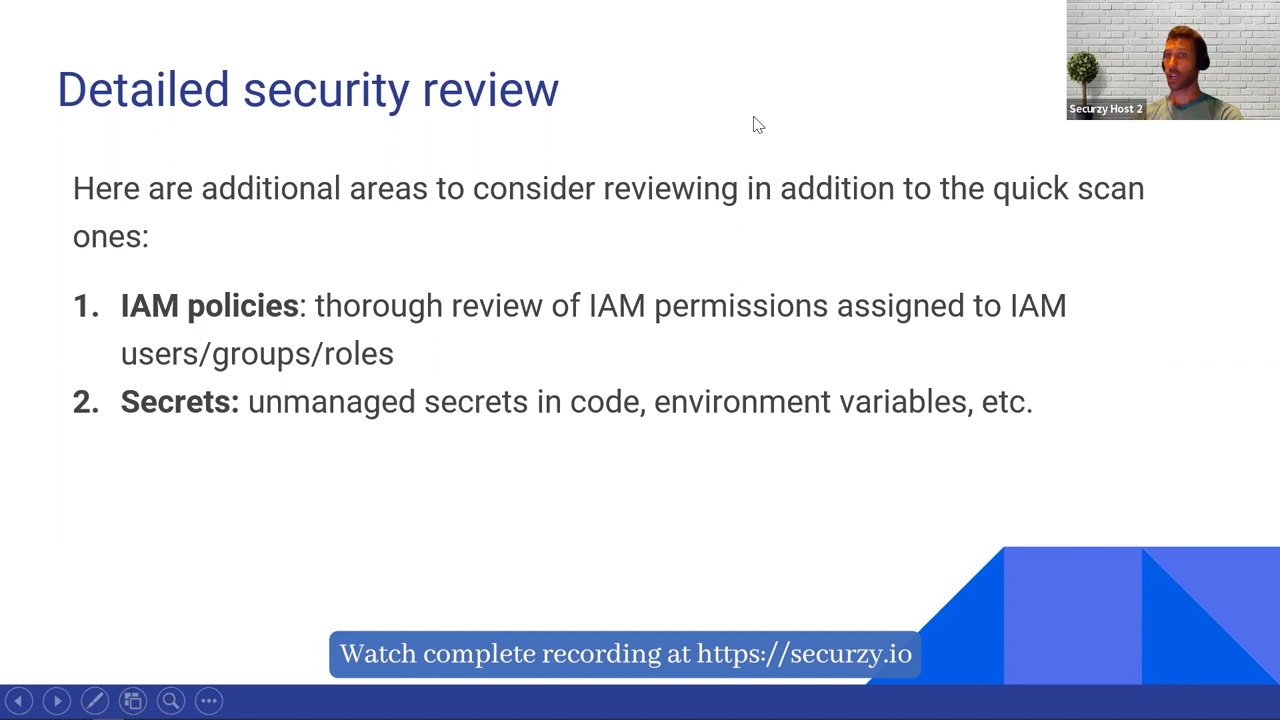 Detailed security review
Securzy Host 2
Here are additional areas to consider reviewing in addition to the quick scan
ones:
1. IAM policies: thorough review of IAM permissions assigned to IAM
users/groups/roles
2. Secrets: unmanaged secrets in code, environment variables, etc.
Watch complete recording at https://securzy.io